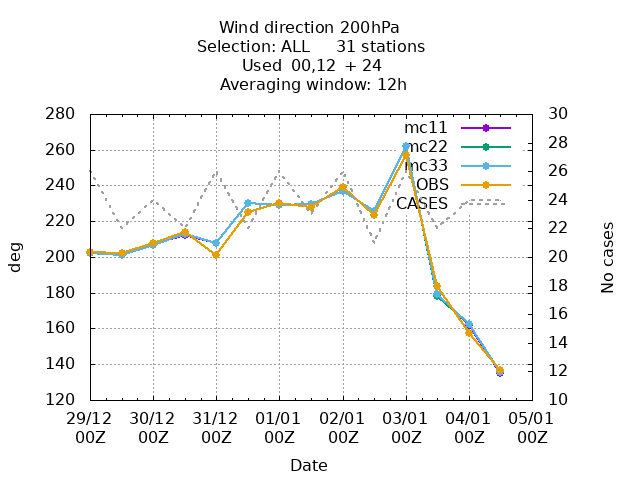 Wind direction 200hPa
Selection: ALL 31 stations
Used 00,12 + 24
Averaging window: 12h
280 30
260 28
240 26
220 24
200 22
180 20
160 18
140 16
120 14
12
10
mc11
mc22
mc33
OBS
CASES
deg
No cases
29/12 30/12 31/12 01/01 02/01 03/01 04/01 05/01
00Z 00Z 00Z 00Z 00Z 00Z 00Z 00Z
Date